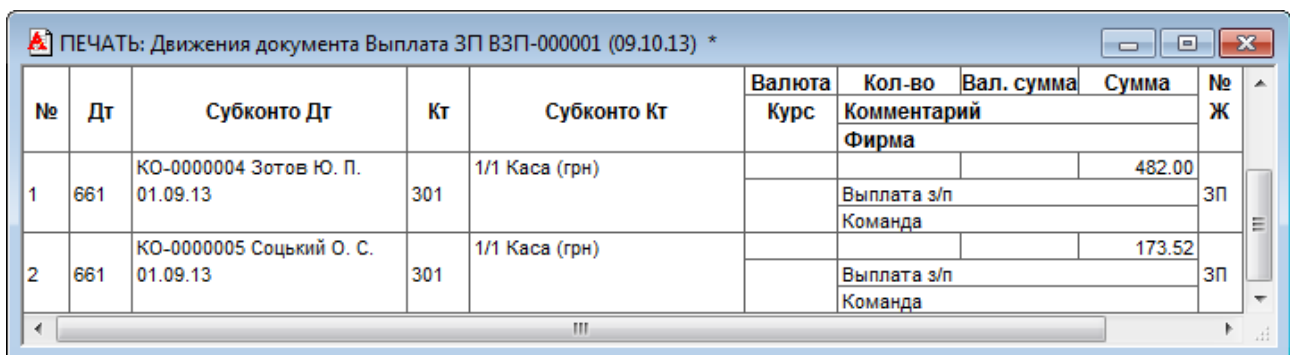 ПЕЧАТЬ: Движения документа Выплата ЗП ВЗП-000001 (09.10.13) *
№ Дт Субконто Дт Кт Субконто Кт Валюта Кол-во Вал. сумма Сумма № Ж
Курс Комментарий
Фирма
1 661 КО-0000004 Зотов Ю. П. 301 1/1 Каса (грн) 482.00 ЗП
01.09.13 Выплата з/п
Команда
2 661 КО-0000005 Соцький О. С. 301 1/1 Каса (грн) 173.52 ЗП
01.09.13 Выплата з/п
Команда